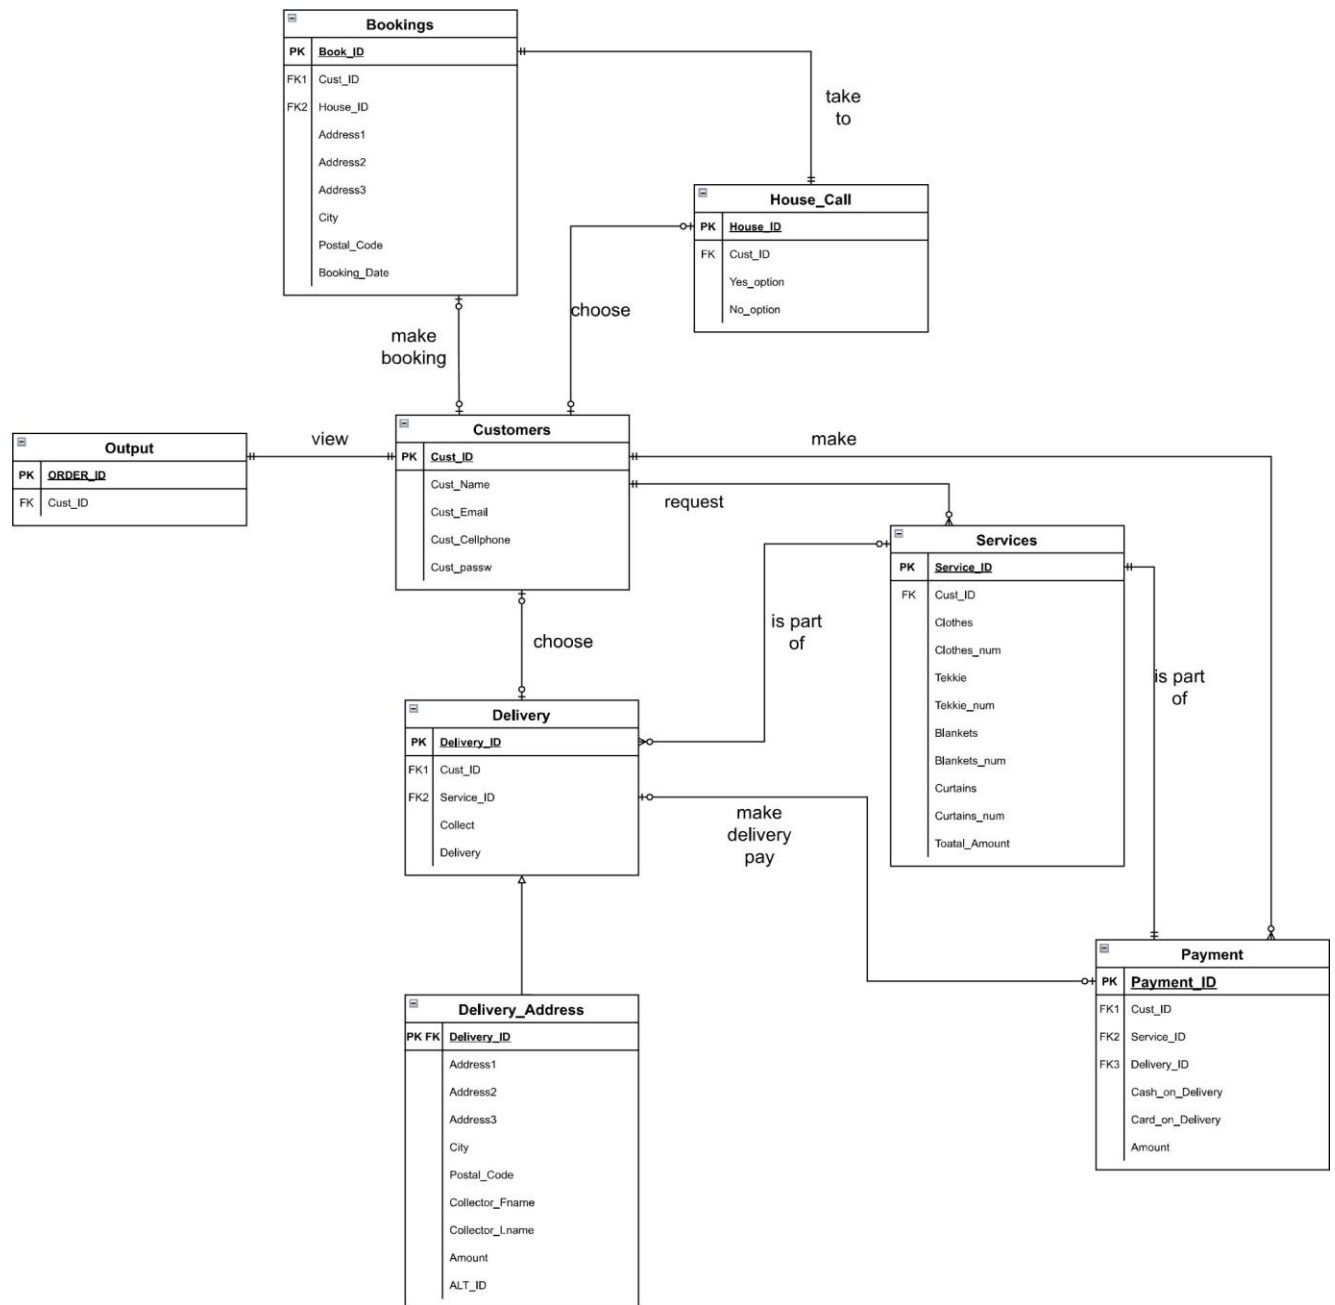 Bookings
PK Book_ID
FK1 Cust_ID
FK2 House_ID
Address1
Address2
Address3
City
Postal_Code
Booking_Date
take
to
House_Call
PK House_ID
FK Cust_ID
Yes_option
No_option
choose
make
booking
Output
PK ORDER_ID
FK Cust_ID
view
Customers
PK Cust_ID
Cust_Name
Cust_Email
Cust_Cellphone
Cust_passw
make
request
Services
PK Service_ID
FK Cust_ID
Clothes
Clothes_num
Tekkie
Tekkie_num
Blankets
Blankets_num
Curtains
Curtains_num
Toatal_Amount
is part
of
is part
of
choose
Delivery
PK Delivery_ID
FK1 Cust_ID
FK2 Service_ID
Collect
Delivery
make
delivery
pay
Payment
PK Payment_ID
FK1 Cust_ID
FK2 Service_ID
FK3 Delivery_ID
Cash_on_Delivery
Card_on_Delivery
Amount
Delivery_Address
PK FK Delivery_ID
Address1
Address2
Address3
City
Postal_Code
Collector_Fname
Collector_Lname
Amount
ALT_ID